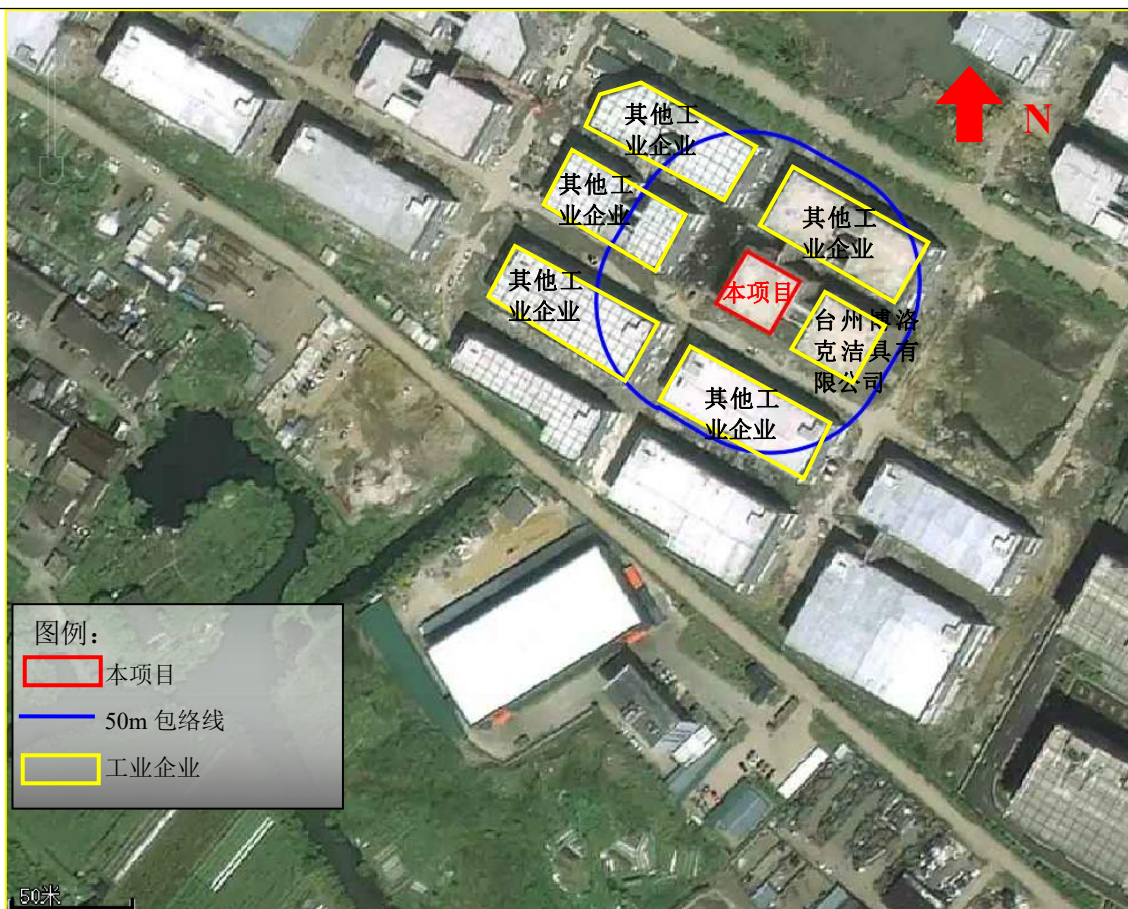 其他工
业企业
N
其他工
业企业
其他工
业企业
其他工
业企业
本项目
台州博洛
克洁具有
限公司
其他工
业企业
图例：
本项目
50m 包络线
工业企业
50米